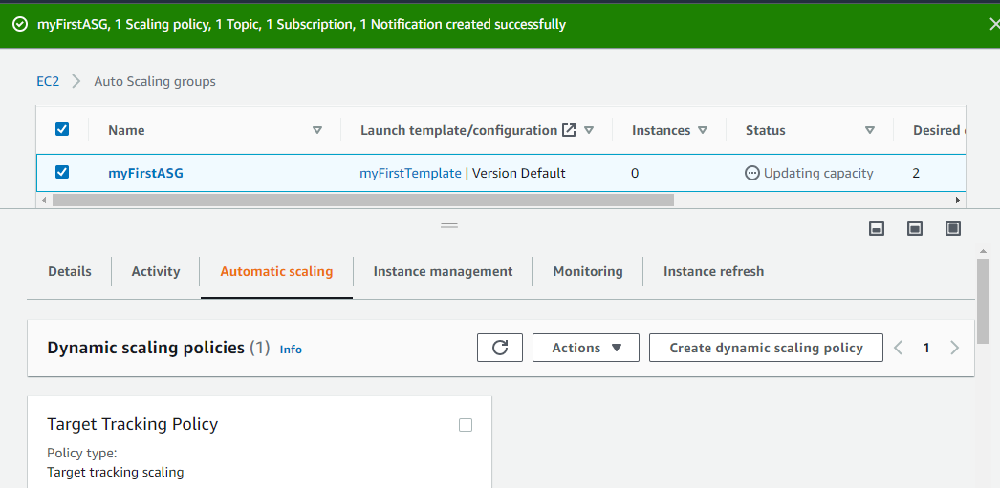 myFirstASG, 1 Scaling policy, 1 Topic, 1 Subscription, 1 Notification created successfully
EC2 Auto Scaling groups
Name Launch template/configuration Instances Status Desired
myFirstASG myFirstTemplate | Version Default 0 Updating capacity 2
Details Activity Automatic scaling Instance management Monitoring Instance refresh
Dynamic scaling policies (1) Info Actions Create dynamic scaling policy 1
Target Tracking Policy
Policy type:
Target tracking scaling